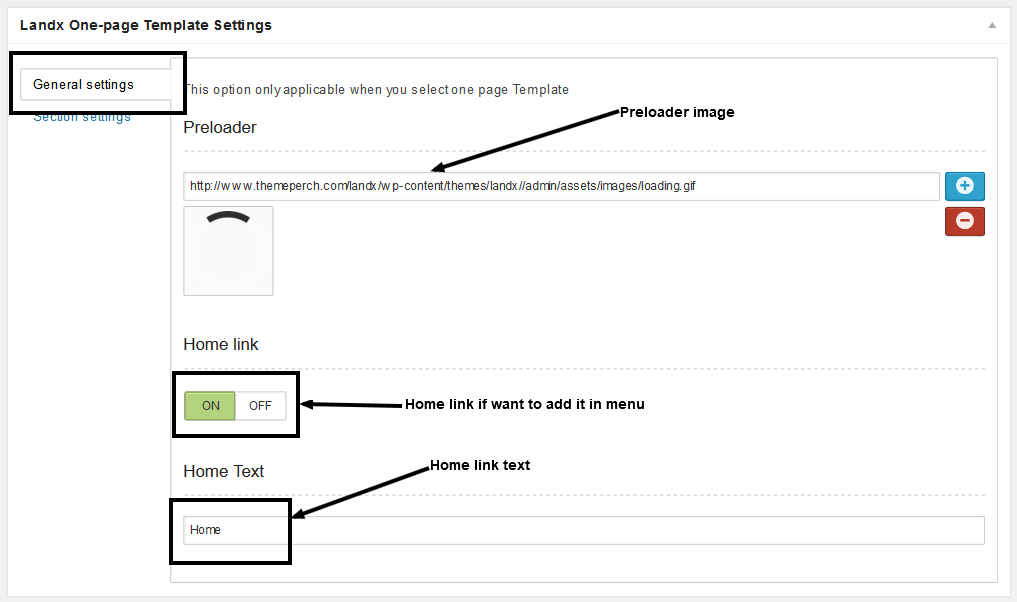 Landx One-page Template Settings
General settings
Section settings
This option only applicable when you select one page Template
Preloader image
Preloader
http://www.themeperch.com/landx/wp-content/themes/landx//admin/assets/images/loading.gif
Home link
ON OFF
Home link if want to add it in menu
Home link text
Home Text
Home